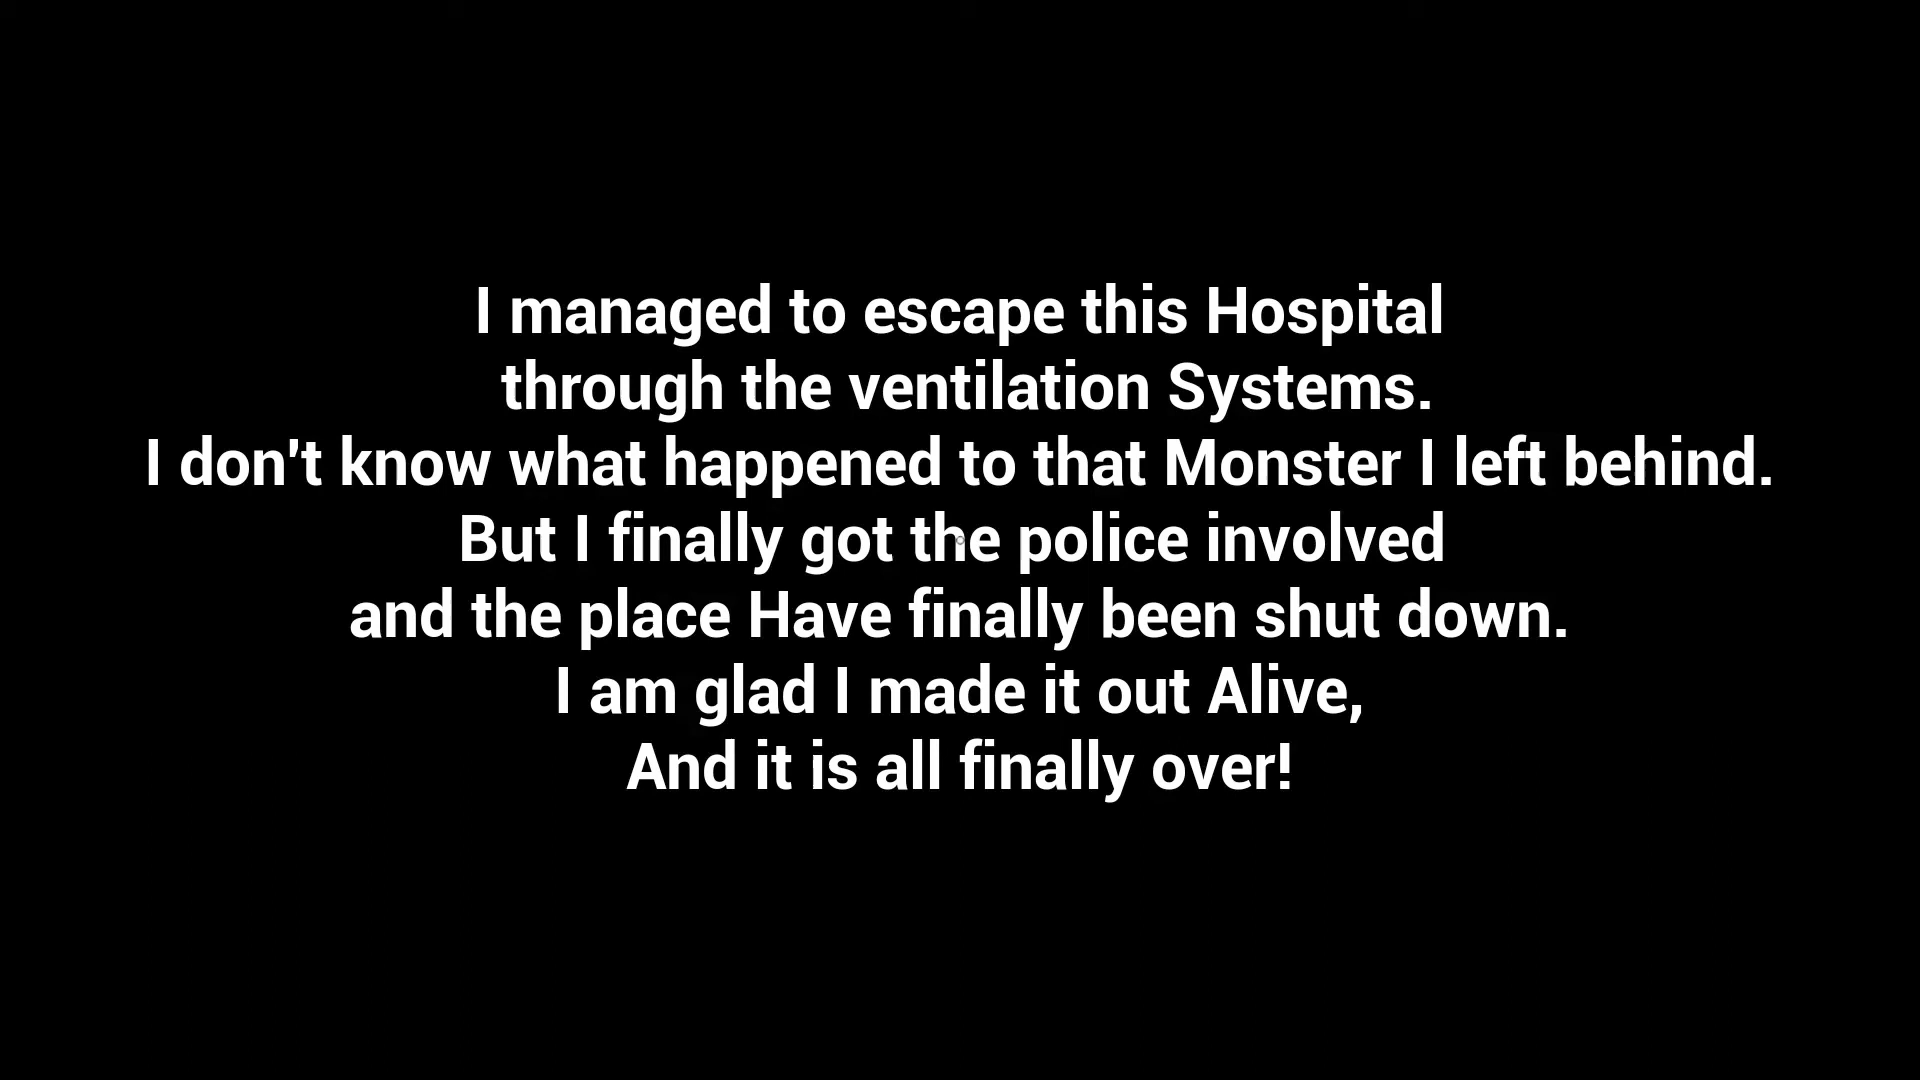 I managed to escape this Hospital
through the ventilation Systems.
I don't know what happened to that Monster I left behind.
But I finally got the police involved
and the place Have finally been shut down.
I am glad I made it out Alive,
And it is all finally over!